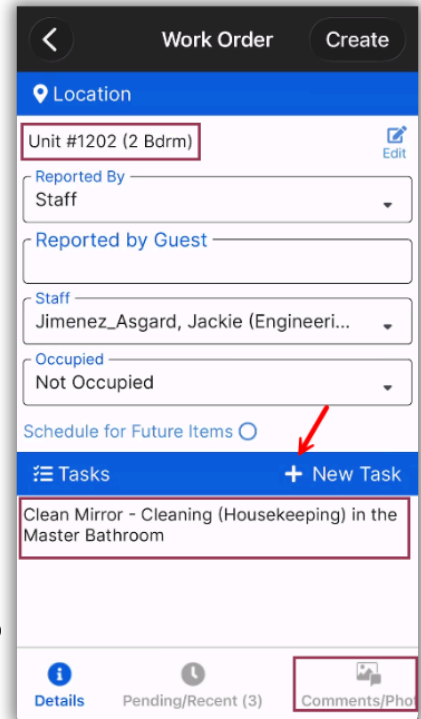 Work Order
Create
Location
Unit #1202 (2 Bdrm)
Edit
Reported By
Staff
Reported by Guest
Staff
Jimenez_Asgard, Jackie (Engineeri...
Occupied
Not Occupied
Schedule for Future Items
Tasks
+ New Task
Clean Mirror - Cleaning (Housekeeping) in the
Master Bathroom
Details
Pending/Recent (3)
Comments/Phot